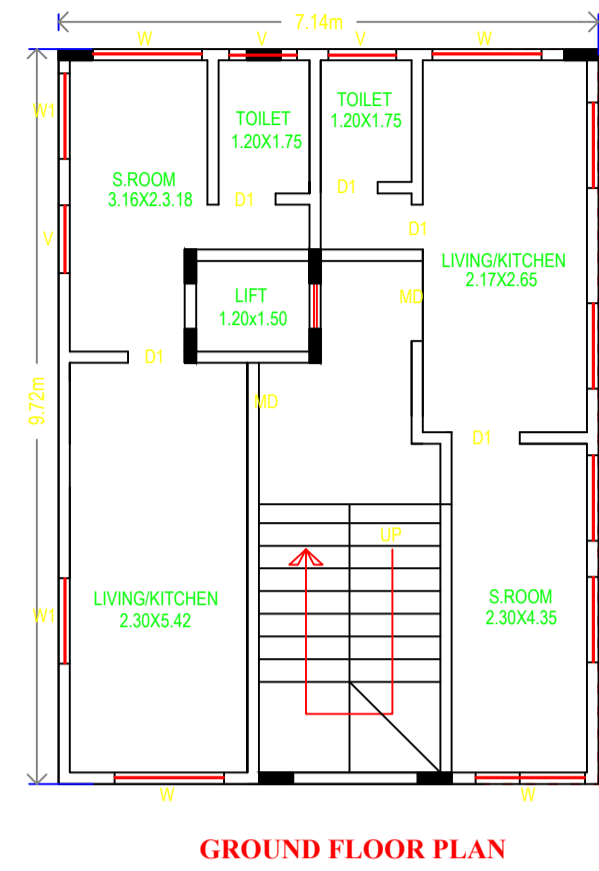 7.14m
W
V
V
W
W1
TOILET
1.20X1.75
TOILET
1.20X1.75
S.ROOM
3.16X2.3.18
D1
D1
D1
V
LIVING/KITCHEN
2.17X2.65
LIFT
1.20x1.50
MD
D1
9.72m
MD
D1
UP
LIVING/KITCHEN
2.30X5.42
S.ROOM
2.30X4.35
W1
W
W
GROUND FLOOR PLAN